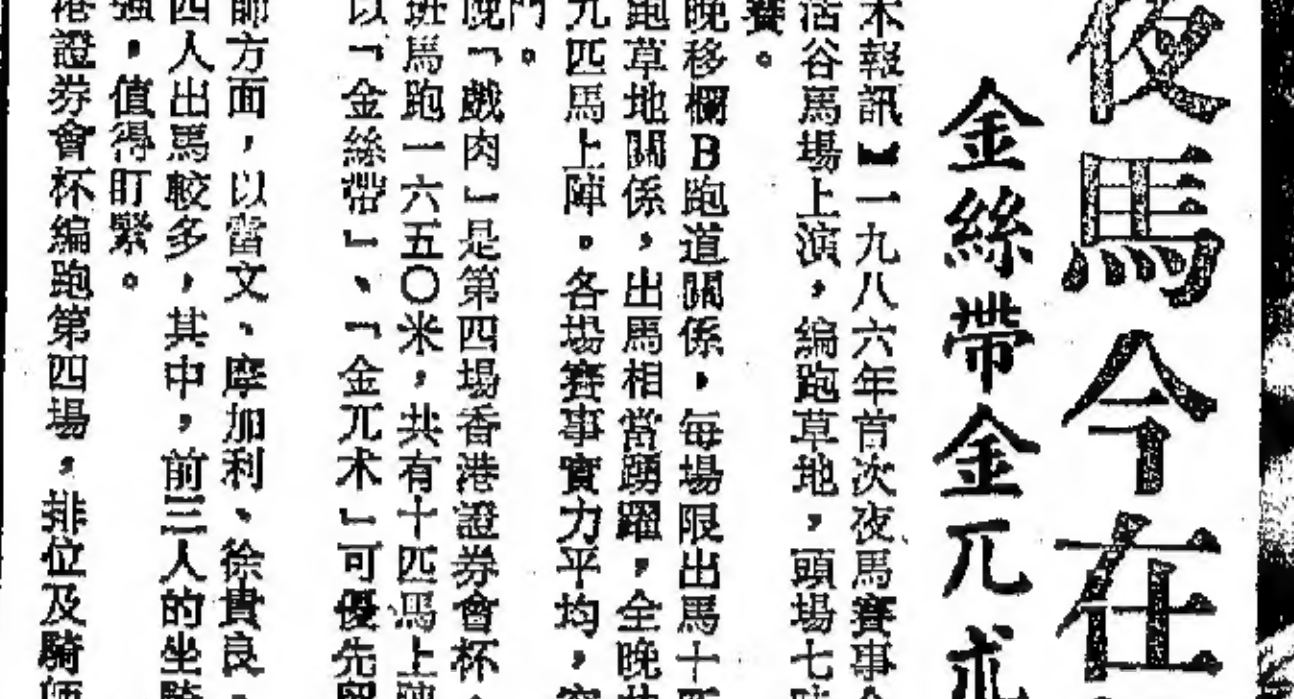 夜馬今在
金絲帶金兀朮
本報訊】一九八六年首次夜馬賽事
活谷馬場上演，編跑草地，頭場七時
賽。
晚移欄B跑道關係，每場限出馬十匹
跑草地關係，出馬相當踴躍，全晚共
九匹馬上陣。各場賽事實力平均，
門。
晚「戲肉」是第四場香港證券會杯，
班馬跑一六五〇米，共有十匹馬上陣
以「金絲帶」、「金兀朮」可優先
師方面，以當文、摩加利、徐貴良、
四人出馬較多，其中，前三人的坐騎
強，值得盯緊。
港證券會杯編跑第四場，排位及騎師